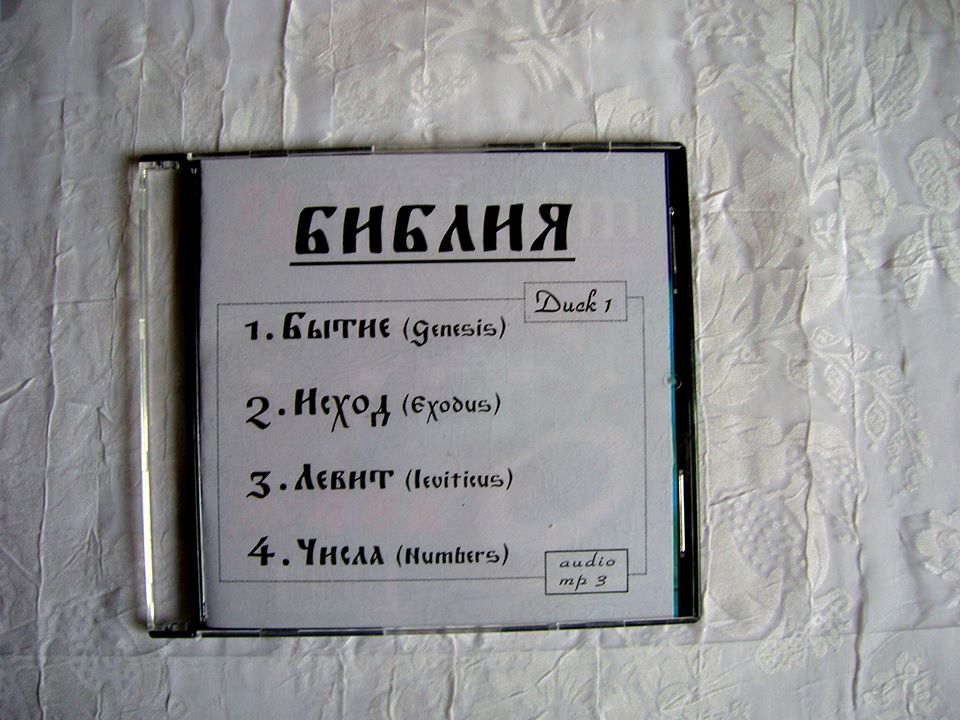 БИБЛИЯ
Диск 1
1. Бытие (Genesis)
2. Исход (Exodus)
3. Левит (leviticus)
4. Числа (Numbers)
audio
mp 3